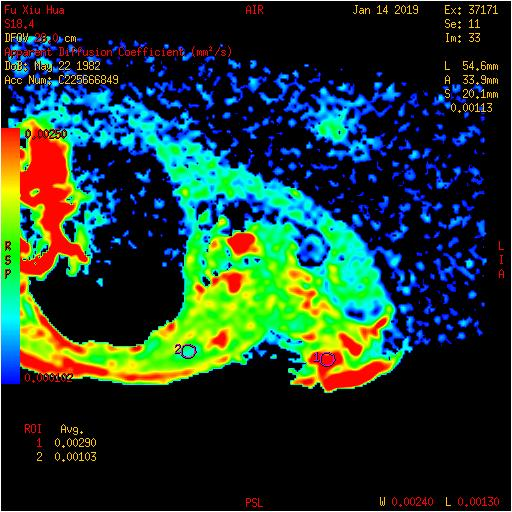 Fu Xiu Hua
AIR
Jan 14 2019
Ex: 37171
S18.4
Se: 11
DFOV 28.0 cm
Im: 33
Apparent Diffusion Coefficient (mm²/s)
DoB: May 22 1982
L 54.6mm
Acc Num: C225666849
A 33.9mm
S 20.1mm
0.00113
0.00250
R
S
P
L
I
A
2
1
0.000102
ROI Avg.
1 0.00290
2 0.00103
PSL
W 0.00240 L 0.00130